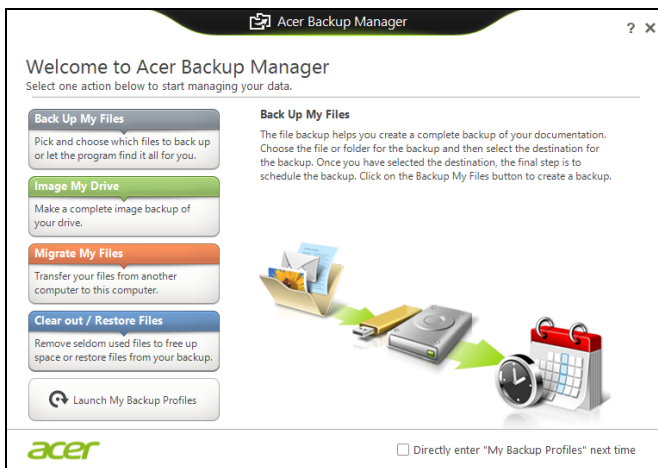 Acer Backup Manager
? X
Welcome to Acer Backup Manager
Select one action below to start managing your data.
Back Up My Files
Pick and choose which files to back up
or let the program find it all for you.
Image My Drive
Make a complete image backup of
your drive.
Migrate My Files
Transfer your files from another
computer to this computer.
Clear out / Restore Files
Remove seldom used files to free up
space or restore files from your backup.
Launch My Backup Profiles
Back Up My Files
The file backup helps you create a complete backup of your documentation.
Choose the file or folder for the backup and then select the destination for
the backup. Once you have selected the destination, the final step is to
schedule the backup. Click on the Backup My Files button to create a backup.
acer
Directly enter "My Backup Profiles" next time